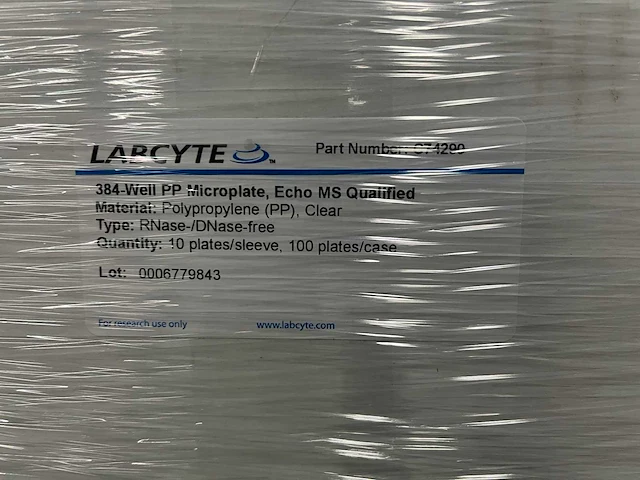 LABCYTE ™ Part Number:
384-Well PP Microplate, Echo MS Qualified
Material: Polypropylene (PP), Clear
Type: RNase-/DNase-free
Quantity: 10 plates/sleeve, 100 plates/case
Lot: 0006779843
For research use only www.labcyte.com